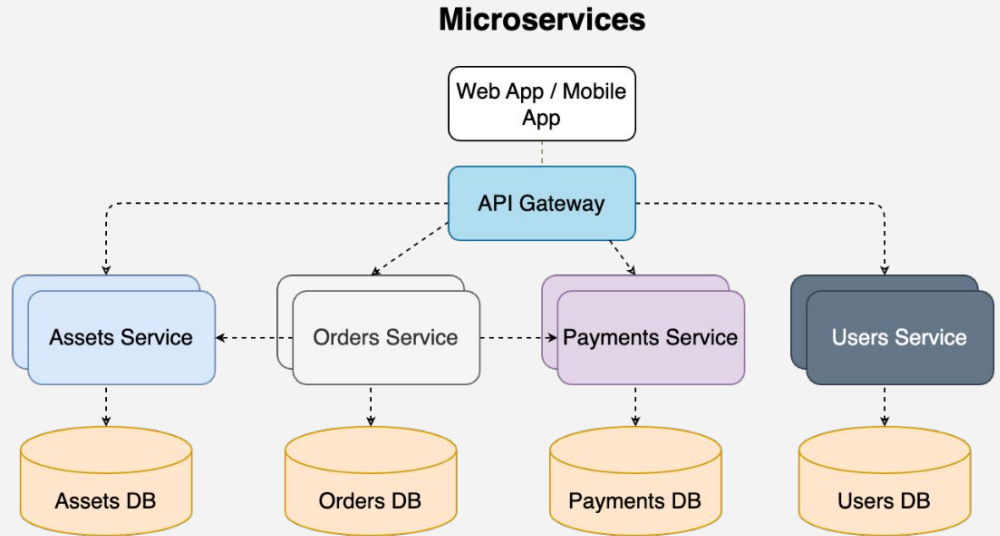 Microservices
Web App / Mobile
App
API Gateway
Assets Service
Orders Service
Payments Service
Users Service
Assets DB
Orders DB
Payments DB
Users DB